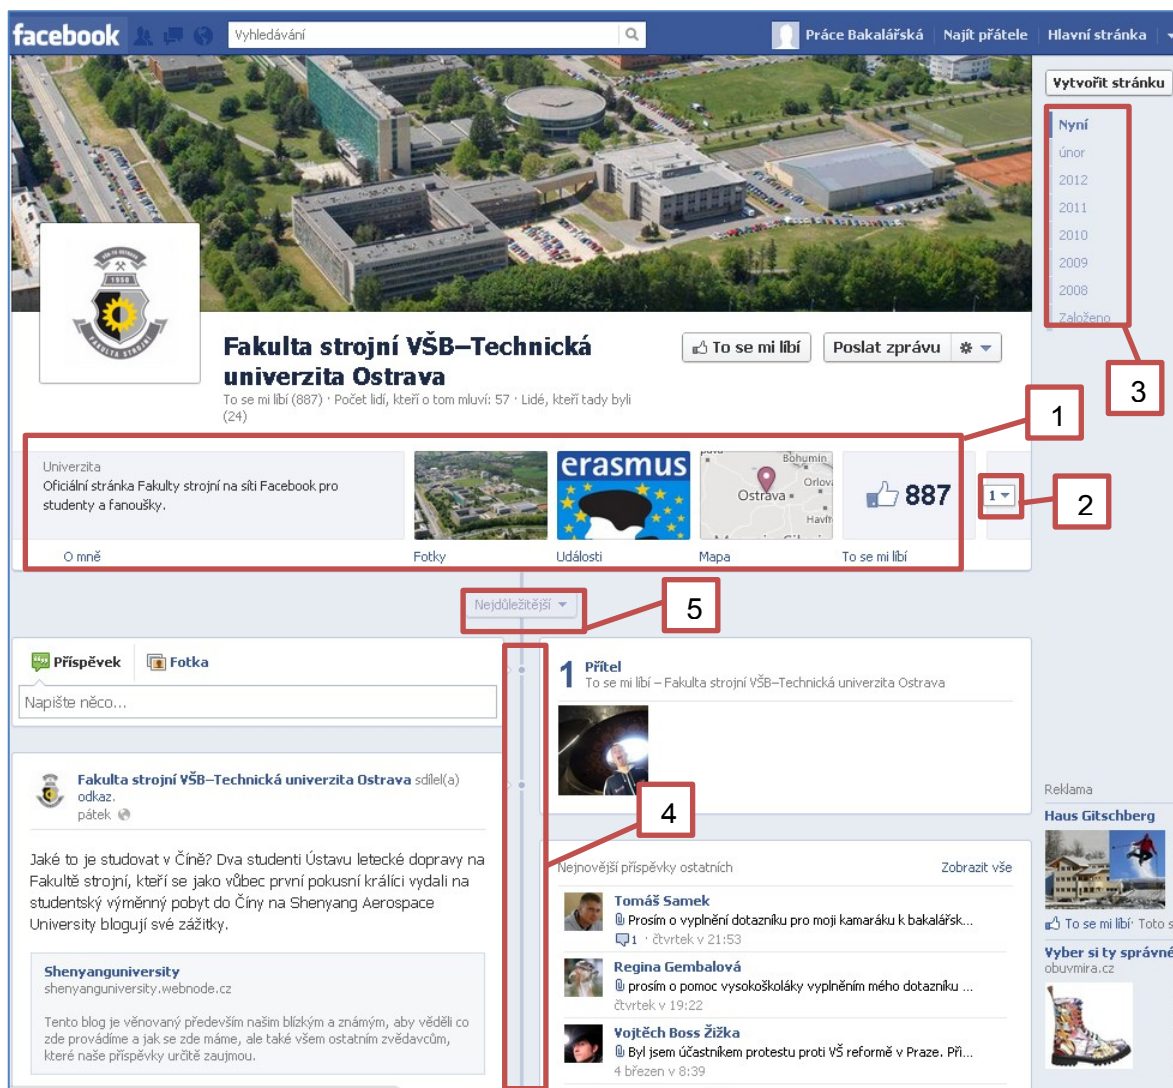 facebook
Vyhledávání
Práce Bakalářská
Najít přátele
Hlavní stránka
Vytvořit stránku
Nyní
únor
2012
2011
2010
2009
2008
Založeno
3
VŠB-TU OSTRAVA
1950
FAKULTA STROJNÍ
Fakulta strojní VŠB–Technická
univerzita Ostrava
To se mi líbí
Poslat zprávu
To se mi líbí (887) · Počet lidí, kteří o tom mluví: 57 · Lidé, kteří tady byli
(24)
1
Univerzita
Oficiální stránka Fakulty strojní na síti Facebook pro
studenty a fanoušky.
erasmus
Bohumín
Ostrava
887
1
2
O mně
Fotky
Události
Mapa
To se mi líbí
Nejdůležitější
5
Příspěvek
Fotka
Napište něco...
1 Přítel
To se mi líbí – Fakulta strojní VŠB–Technická univerzita Ostrava
Fakulta strojní VŠB–Technická univerzita Ostrava sdílel(a)
odkaz.
pátek
4
Jaké to je studovat v Číně? Dva studenti Ústavu letecké dopravy na
Fakultě strojní, kteří se jako vůbec první pokusní králíci vydali na
studentský výměnný pobyt do Číny na Shenyang Aerospace
University blogují své zážitky.
Shenyanguniversity
shenyanguniversity.webnode.cz
Tento blog je věnovaný především našim blízkým a známým, aby věděli co
zde provádíme a jak se zde máme, ale také všem ostatním zvědavcům,
které naše příspěvky určitě zaujmou.
Nejnovější příspěvky ostatních
Zobrazit vše
Tomáš Samek
Prosím o vyplnění dotazníku pro moji kamaráku k bakalářsk...
1 · čtvrtek v 21:53
Regina Gembalová
prosím o pomoc vysokoškoláky vyplněním mého dotazníku ...
čtvrtek v 19:22
Vojtěch Boss Žižka
Byl jsem účastníkem protestu proti VŠ reformě v Praze. Při...
4 březen v 8:39
Reklama
Haus Gitschberg
To se mi líbí · Toto s
Vyber si ty správné
obuvmira.cz